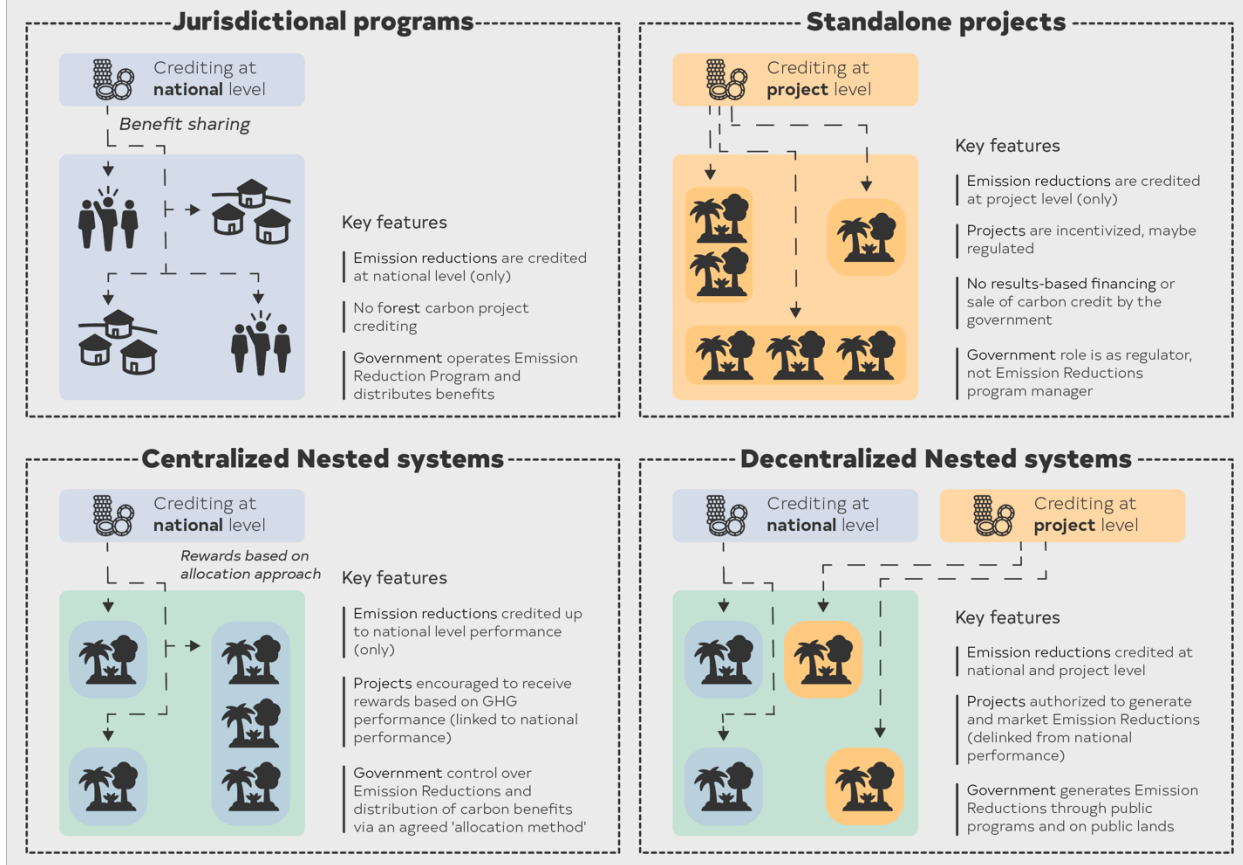 Jurisdictional programs
Crediting at
national level
Benefit sharing
Key features
Emission reductions are credited
at national level (only)
No forest carbon project
crediting
Government operates Emission
Reduction Program and
distributes benefits
Standalone projects
Crediting at
project level
Key features
Emission reductions are credited
at project level (only)
Projects are incentivized, maybe
regulated
No results-based financing or
sale of carbon credit by the
government
Government role is as regulator,
not Emission Reductions
program manager
Centralized Nested systems
Crediting at
national level
Rewards based on
allocation approach
Key features
Emission reductions credited up
to national level performance
(only)
Projects encouraged to receive
rewards based on GHG
performance (linked to national
performance)
Government control over
Emission Reductions and
distribution of carbon benefits
via an agreed 'allocation method'
Decentralized Nested systems
Crediting at
national level
Crediting at
project level
Key features
Emission reductions credited at
national and project level
Projects authorized to generate
and market Emission Reductions
(delinked from national
performance)
Government generates Emission
Reductions through public
programs and on public lands